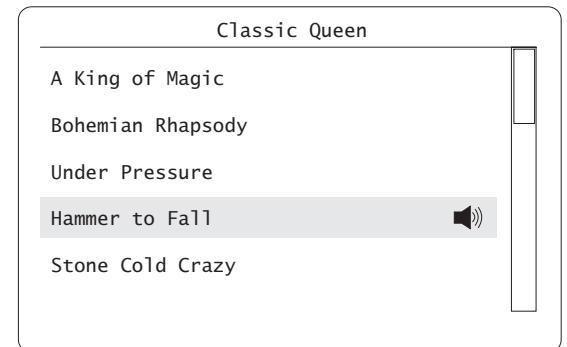 Classic Queen
A King of Magic
Bohemian Rhapsody
Under Pressure
Hammer to Fall
Stone Cold Crazy